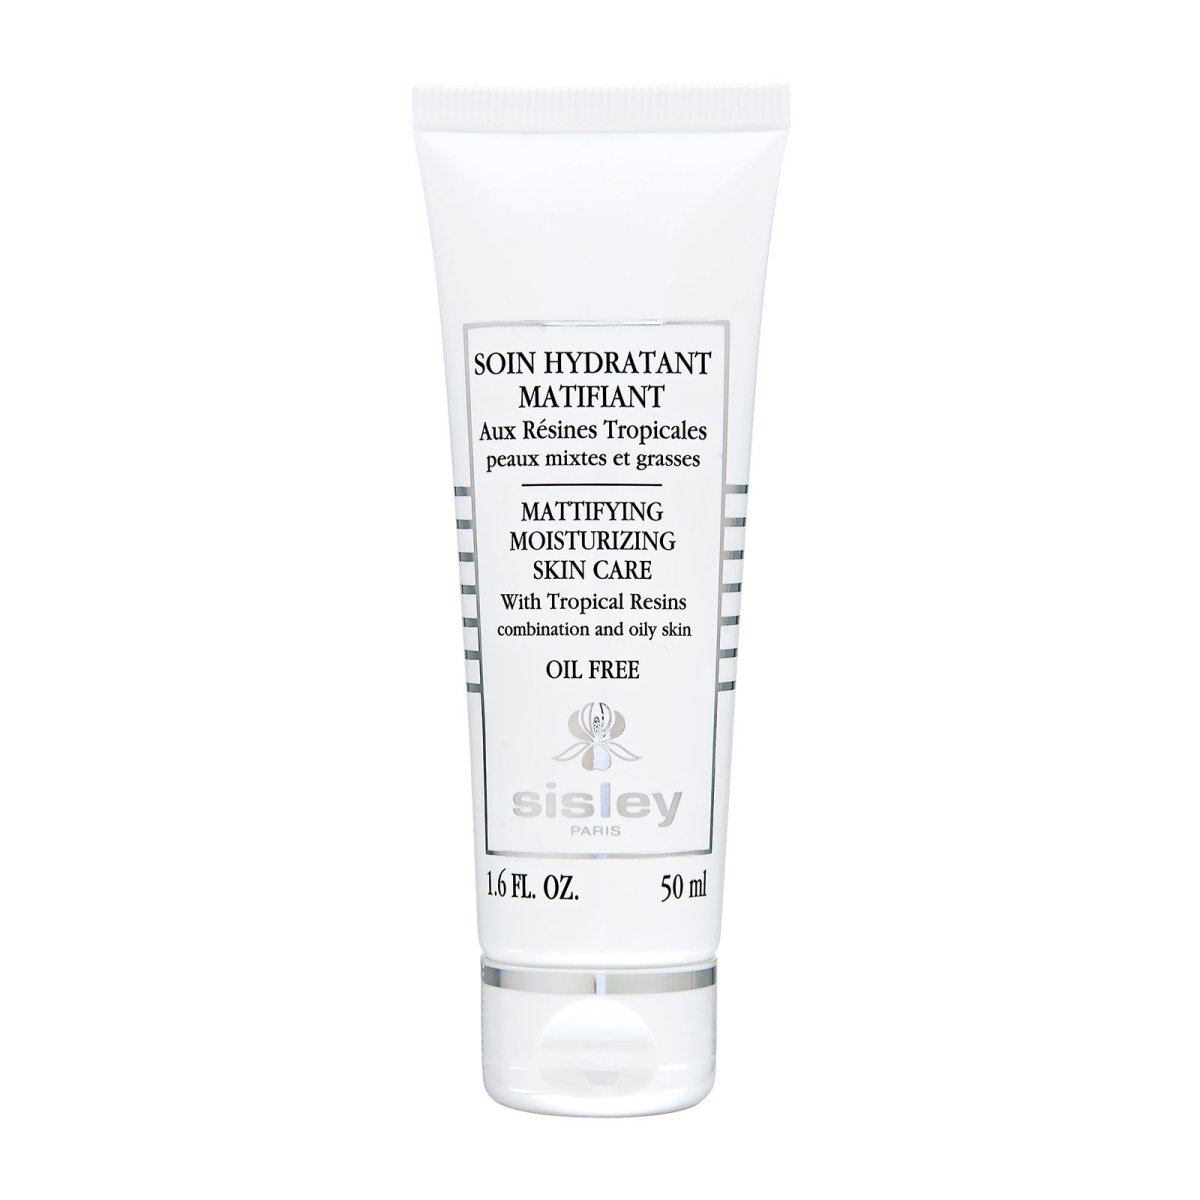 SOIN HYDRATANT
MATIFIANT
Aux Résines Tropicales
peaux mixtes et grasses
MATTIFYING
MOISTURIZING
SKIN CARE
With Tropical Resins
combination and oily skin
OIL FREE
sisley
PARIS
1.6 FL. OZ. 50 ml